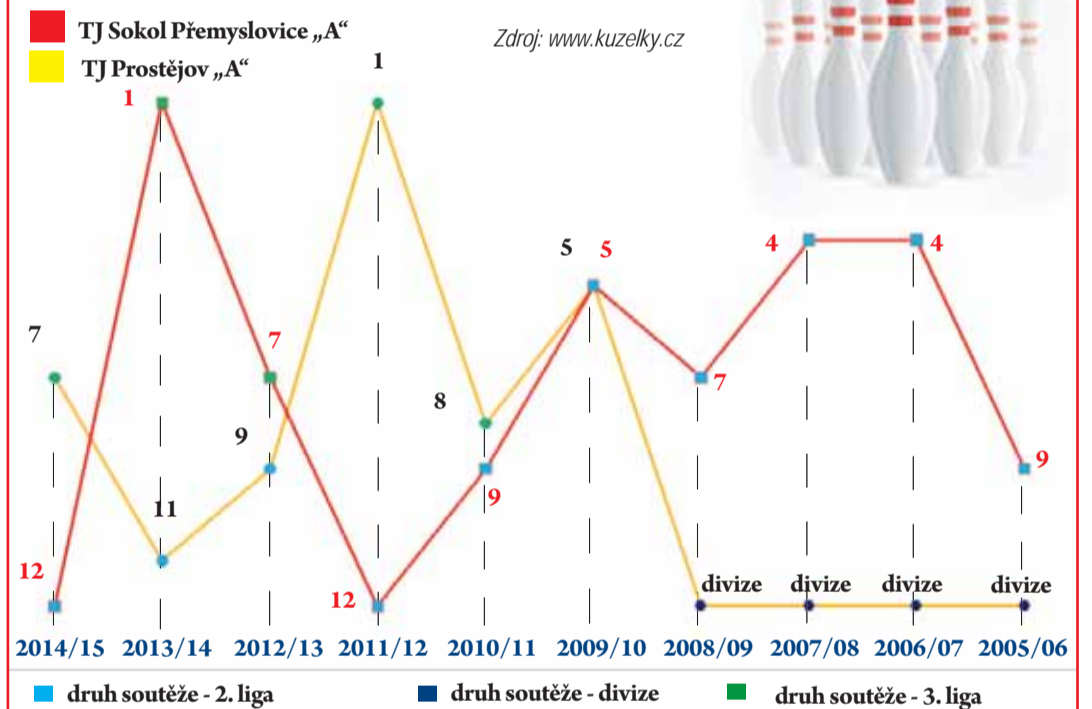 TJ Sokol Přemyslovice „A“
Zdroj: www.kuzelky.cz
TJ Prostějov „A“
1
1
5 5
4
4
7
7
7
8
9
9
11
9
12
12
divize divize divize divize
2014/15 2013/14 2012/13 2011/12 2010/11 2009/10 2008/09 2007/08 2006/07 2005/06
druh soutěže - 2. liga
druh soutěže - divize
druh soutěže - 3. liga